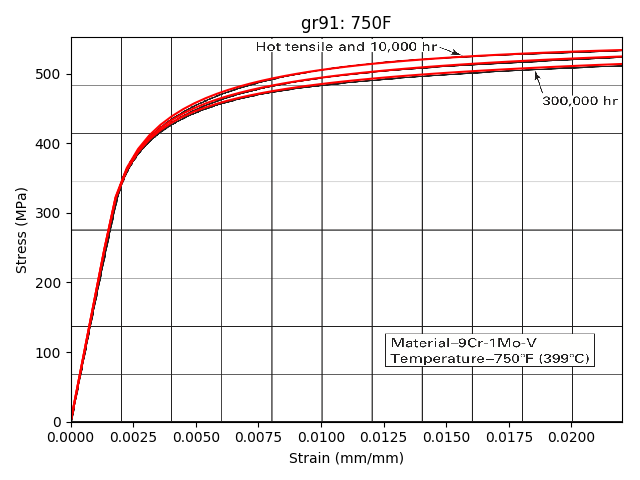 gr91: 750F
Hot tensile and 10,000 hr
300,000 hr
Material–9Cr-1Mo-V
Temperature–750°F (399°C)
Stress (MPa)
500
400
300
200
100
0
0.0000 0.0025 0.0050 0.0075 0.0100 0.0125 0.0150 0.0175 0.0200
Strain (mm/mm)